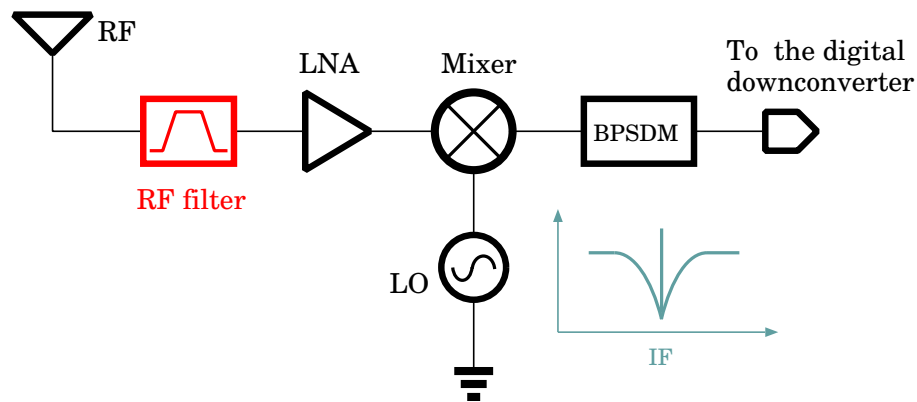 RF
To the digital
downconverter
LNA
Mixer
BPSDM
RF filter
LO
IF